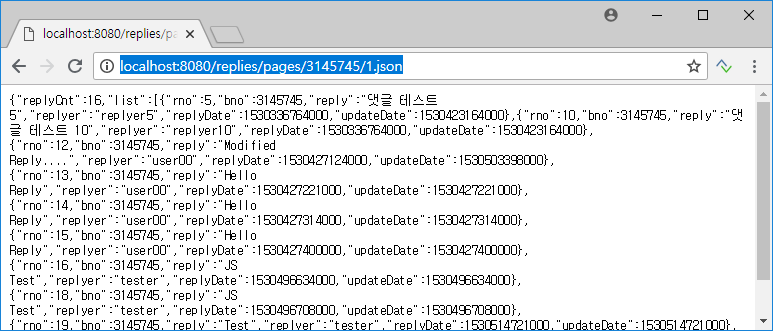 localhost:8080/replies/pa
localhost:8080/replies/pages/3145745/1.json
{"replyCnt":16,"list":[{"rno":5,"bno":3145745,"reply":"댓글 테스트
5","replyer":"replyer5","replyDate":1530336764000,"updateDate":1530423164000},{"rno":10,"bno":3145745,"reply":"댓
글 테스트 10","replyer":"replyer10","replyDate":1530336764000,"updateDate":1530423164000},
{"rno":12,"bno":3145745,"reply":"Modified
Reply....","replyer":"user00","replyDate":1530427124000,"updateDate":1530503398000},
{"rno":13,"bno":3145745,"reply":"Hello
Reply","replyer":"user00","replyDate":1530427221000,"updateDate":1530427221000},
{"rno":14,"bno":3145745,"reply":"Hello
Reply","replyer":"user00","replyDate":1530427314000,"updateDate":1530427314000},
{"rno":15,"bno":3145745,"reply":"Hello
Reply","replyer":"user00","replyDate":1530427400000,"updateDate":1530427400000},
{"rno":16,"bno":3145745,"reply":"JS
Test","replyer":"tester","replyDate":1530496634000,"updateDate":1530496634000},
{"rno":18,"bno":3145745,"reply":"JS
Test","replyer":"tester","replyDate":1530496708000,"updateDate":1530496708000},
{"rno":19,"bno":3145745,"reply":"Test","replyer":"tester","replyDate":1530514721000,"updateDate":1530514721000},